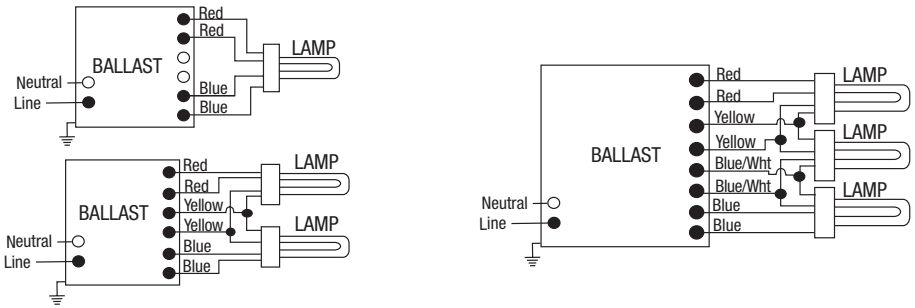 Red
Red
LAMP
BALLAST
Neutral
Line
Blue
Blue
Red
LAMP
Red
Yellow
BALLAST
Yellow
LAMP
Neutral
Line
Blue
Blue
Red
LAMP
Red
Yellow
Yellow
LAMP
BALLAST
Blue/Wht
Blue/Wht
LAMP
Neutral
Line
Blue
Blue